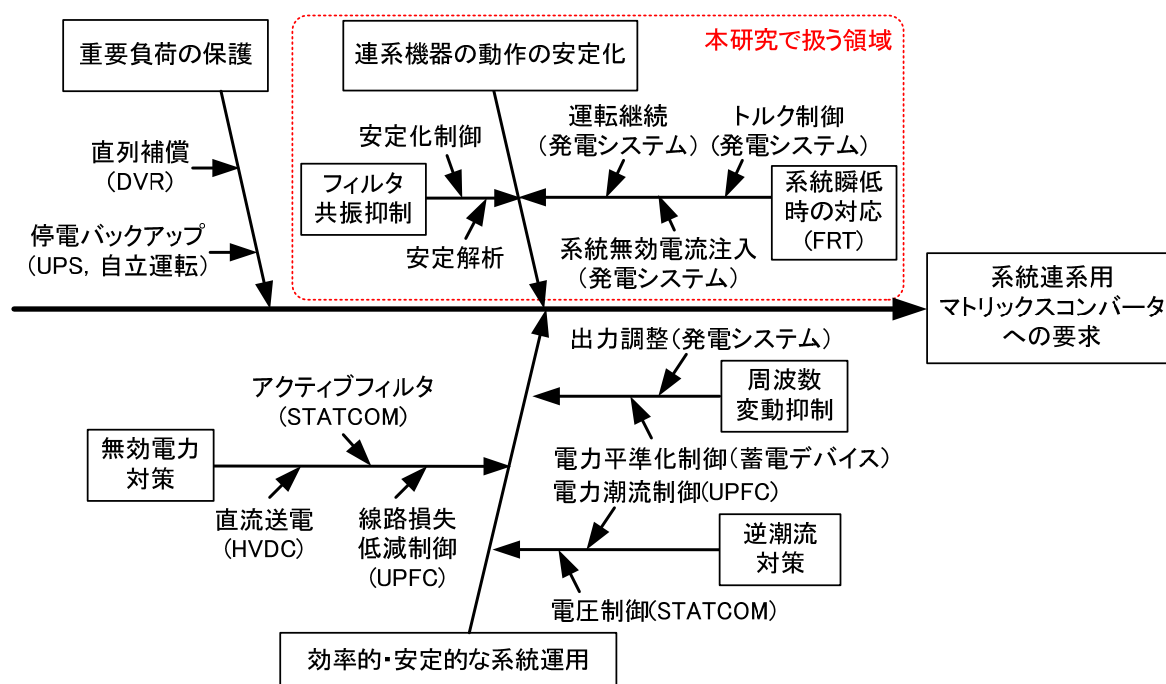 本研究で扱う領域
重要負荷の保護
連系機器の動作の安定化
直列補償
(DVR)
停電バックアップ
(UPS, 自立運転)
安定化制御
フィルタ
共振抑制
安定解析
運転継続
(発電システム)
トルク制御
(発電システム)
系統瞬低
時の対応
(FRT)
系統無効電流注入
(発電システム)
系統連系用
マトリックスコンバータ
への要求
出力調整(発電システム)
周波数
変動抑制
アクティブフィルタ
(STATCOM)
無効電力
対策
電力平準化制御(蓄電デバイス)
電力潮流制御(UPFC)
直流送電
(HVDC)
線路損失
低減制御
(UPFC)
逆潮流
対策
電圧制御(STATCOM)
効率的・安定的な系統運用